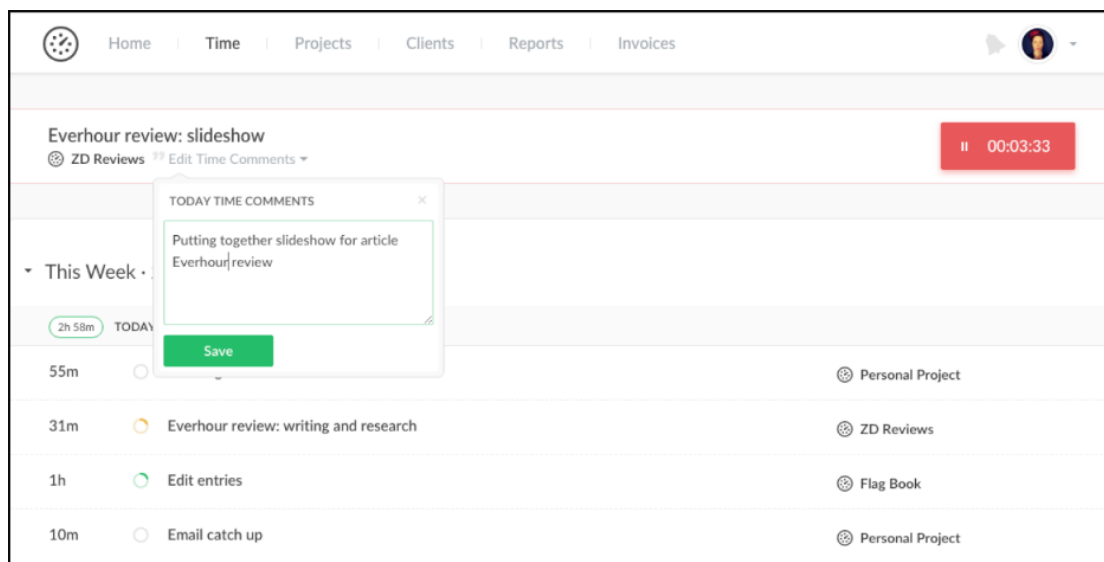 Home Time Projects Clients Reports Invoices
Everhour review: slideshow
00:03:33
ZD Reviews Edit Time Comments
TODAY TIME COMMENTS
Putting together slideshow for article
Everhour review
Save
This Week ·
2h 58m TODAY
55m Personal Project
31m Everhour review: writing and research ZD Reviews
1h Edit entries Flag Book
10m Email catch up Personal Project